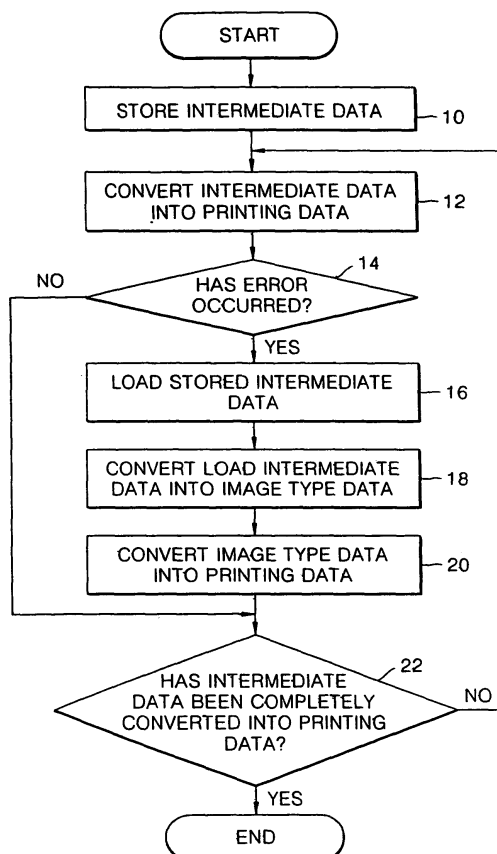 START
STORE INTERMEDIATE DATA
10
CONVERT INTERMEDIATE DATA
INTO PRINTING DATA
12
14
NO
HAS ERROR
OCCURRED?
YES
LOAD STORED INTERMEDIATE
DATA
16
CONVERT LOAD INTERMEDIATE
DATA INTO IMAGE TYPE DATA
18
CONVERT IMAGE TYPE DATA
INTO PRINTING DATA
20
22
HAS INTERMEDIATE
DATA BEEN COMPLETELY
CONVERTED INTO PRINTING
DATA?
NO
YES
END